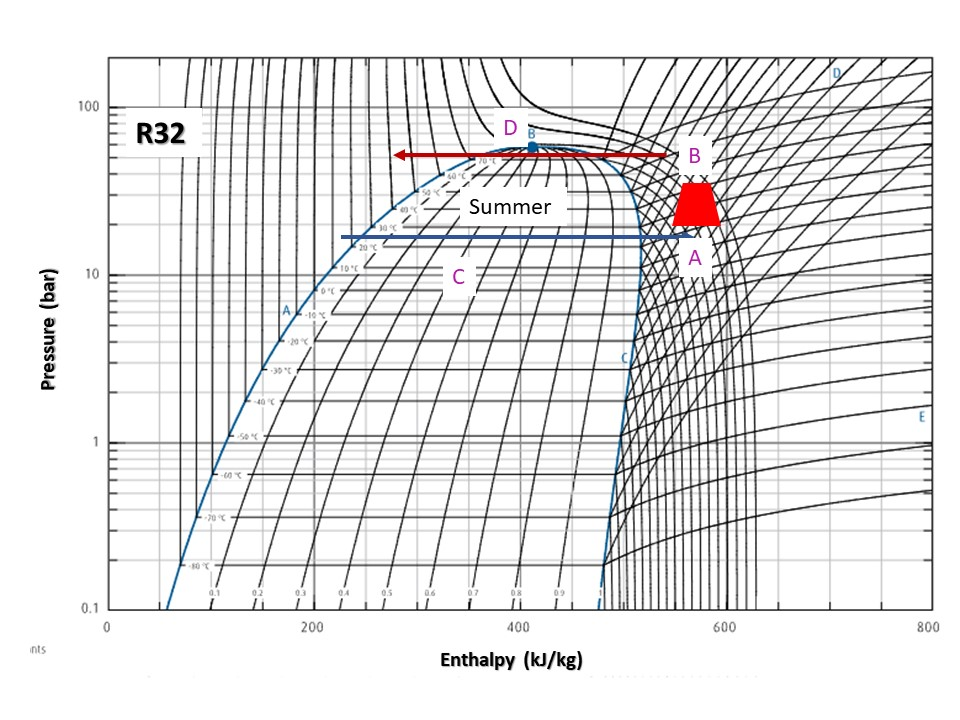 D
100
R32
D
B
B
70 °C
60 °C
50 °C
Summer
40 °C
30 °C
20 °C
A
10 °C
10
C
0 °C
A
-10 °C
-20 °C
C
-30 °C
-40 °C
E
-50 °C
1
-60 °C
-70 °C
-80 °C
0.1 0.2 0.3 0.4 0.5 0.6 0.7 0.8 0.9 1
0.1
0 200 400 600 800
Pressure (bar)
Enthalpy (kJ/kg)
nts